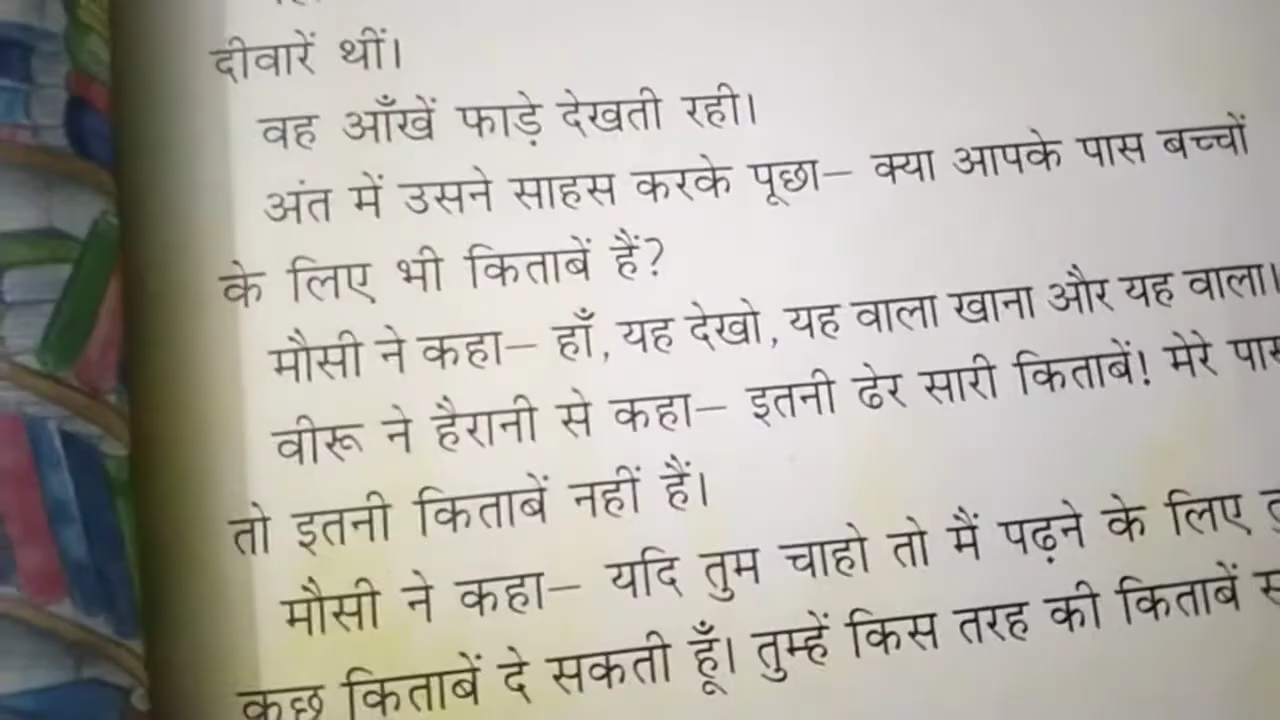 दीवारें थीं।
वह आँखें फाड़े देखती रही।
अंत में उसने साहस करके पूछा– क्या आपके पास बच्चों
के लिए भी किताबें हैं?
मौसी ने कहा– हाँ, यह देखो, यह वाला खाना और यह वाला।
वीरू ने हैरानी से कहा– इतनी ढेर सारी किताबें! मेरे पास
तो इतनी किताबें नहीं हैं।
मौसी ने कहा– यदि तुम चाहो तो मैं पढ़ने के लिए
कुछ किताबें दे सकती हूँ। तुम्हें किस तरह की किताबें